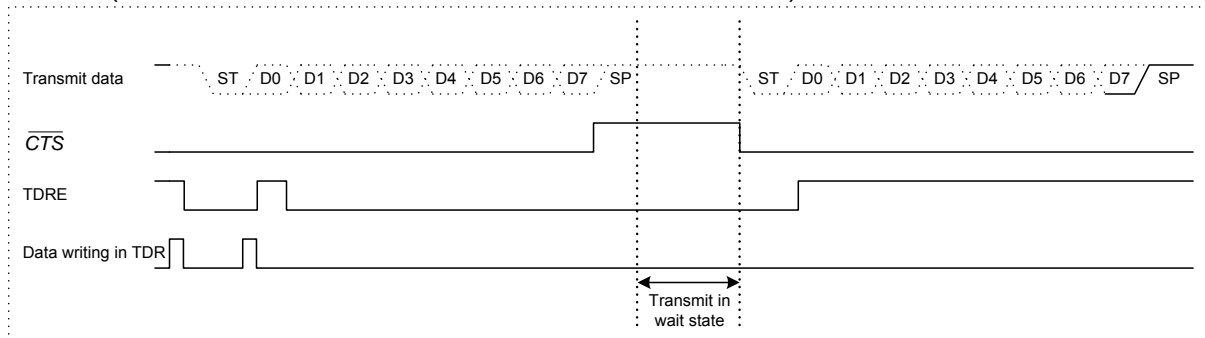 Transmit data ST D0 D1 D2 D3 D4 D5 D6 D7 SP ST D0 D1 D2 D3 D4 D5 D6 D7 SP
CTS
TDRE
Data writing in TDR
Transmit in
wait state